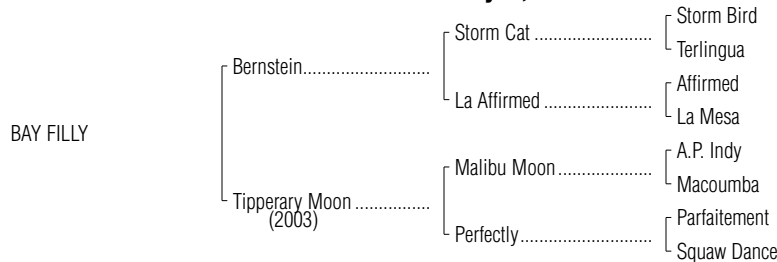 Storm Bird
Storm Cat
Terlingua
Bernstein
Affirmed
La Affirmed
La Mesa
BAY FILLY
A.P. Indy
Malibu Moon
Macoumba
Tipperary Moon
(2003)
Parfaitement
Perfectly
Squaw Dance